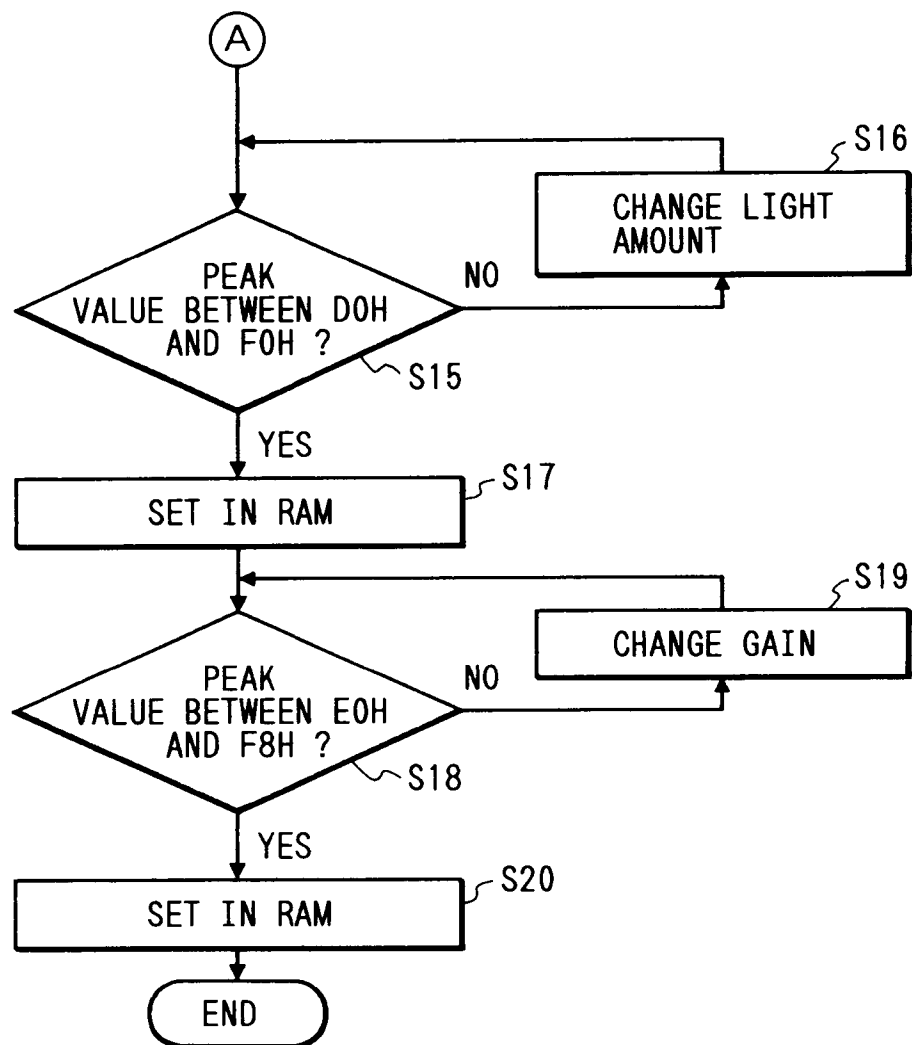 A
S16
CHANGE LIGHT
AMOUNT
PEAK
VALUE BETWEEN D0H
AND F0H ?
NO
S15
YES
S17
SET IN RAM
S19
CHANGE GAIN
PEAK
VALUE BETWEEN E0H
AND F8H ?
NO
S18
YES
S20
SET IN RAM
END